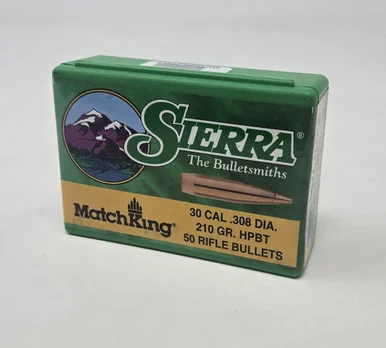 SIERRA®
The Bulletsmiths
MatchKing®
30 CAL .308 DIA.
210 GR. HPBT
50 RIFLE BULLETS